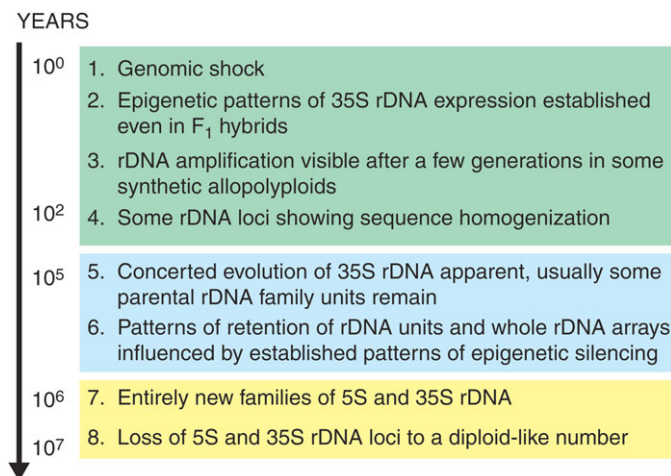 YEARS
10⁰
1. Genomic shock
2. Epigenetic patterns of 35S rDNA expression established
even in F₁ hybrids
3. rDNA amplification visible after a few generations in some
synthetic allopolyploids
10²
4. Some rDNA loci showing sequence homogenization
10⁵
5. Concerted evolution of 35S rDNA apparent, usually some
parental rDNA family units remain
6. Patterns of retention of rDNA units and whole rDNA arrays
influenced by established patterns of epigenetic silencing
10⁶
7. Entirely new families of 5S and 35S rDNA
10⁷
8. Loss of 5S and 35S rDNA loci to a diploid-like number